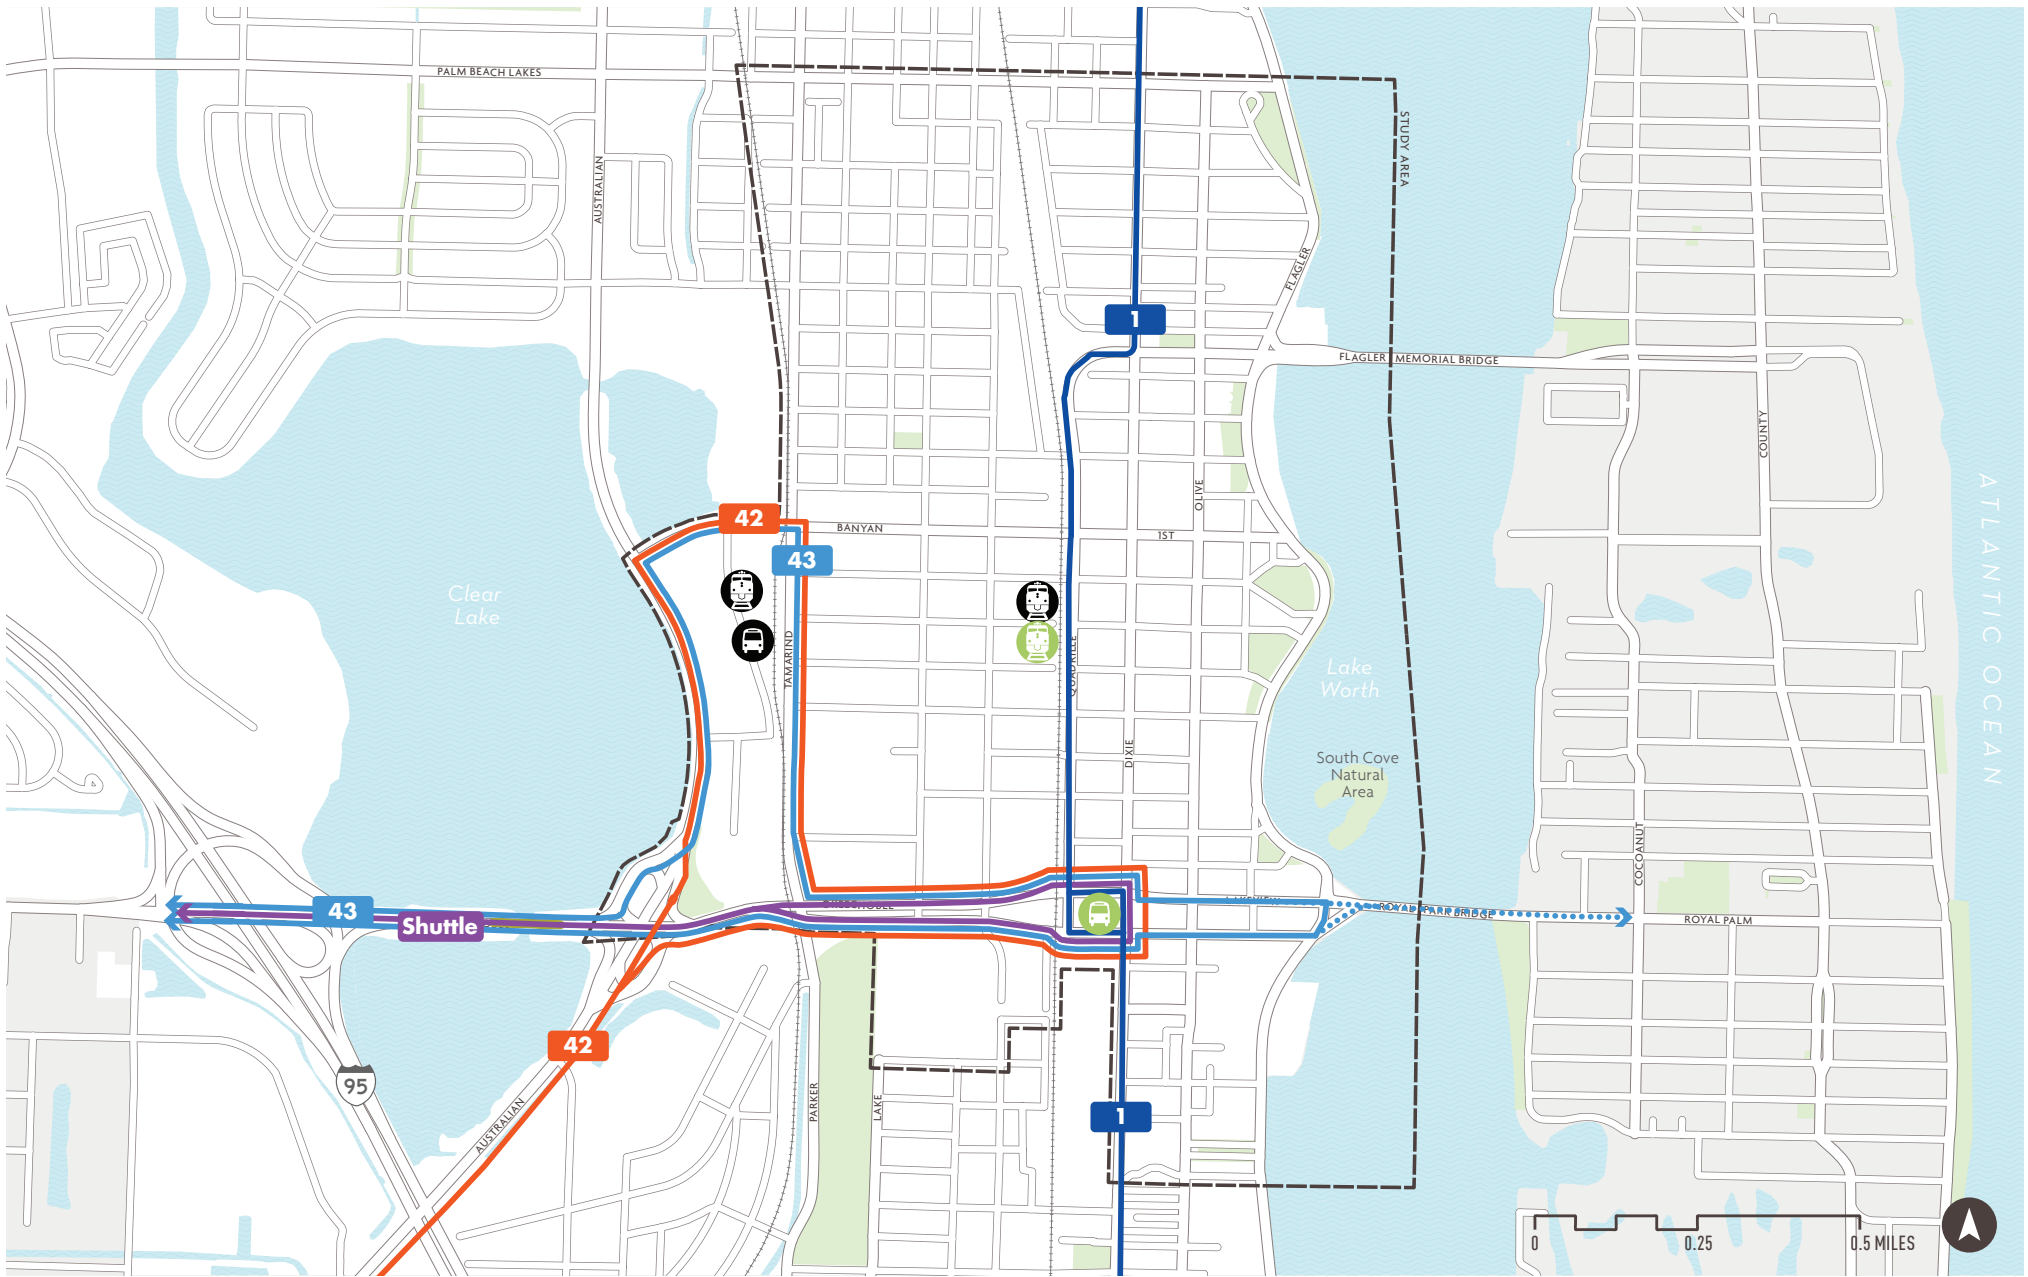 PALM BEACH LAKES
STUDY AREA
AUSTRALIAN
FLAGLER
1
FLAGLER MEMORIAL BRIDGE
COUNTY
OLIVE
ATLANTIC OCEAN
42
BANYAN
1ST
43
Clear
Lake
TAMARIND
QUADRILLE
Lake
Worth
DIXIE
South Cove
Natural
Area
COCOANUT
43
Shuttle
OKEECHOBEE
LAKEVIEW
ROYAL PARK BRIDGE
ROYAL PALM
42
95
AUSTRALIAN
PARKER
LAKE
1
0
0.25
0.5 MILES